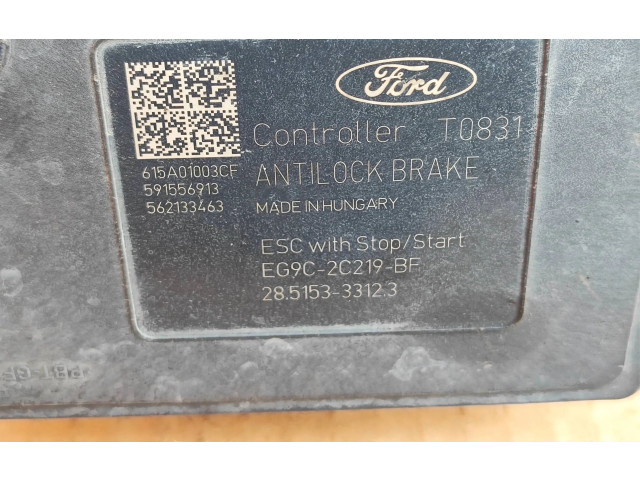 Ford
Controller T0831
615A01003CF
ANTILOCK BRAKE
591556913
562133463
MADE IN HUNGARY
ESC with Stop/Start
EG9C-2C219-BF
28.5153-3312.3